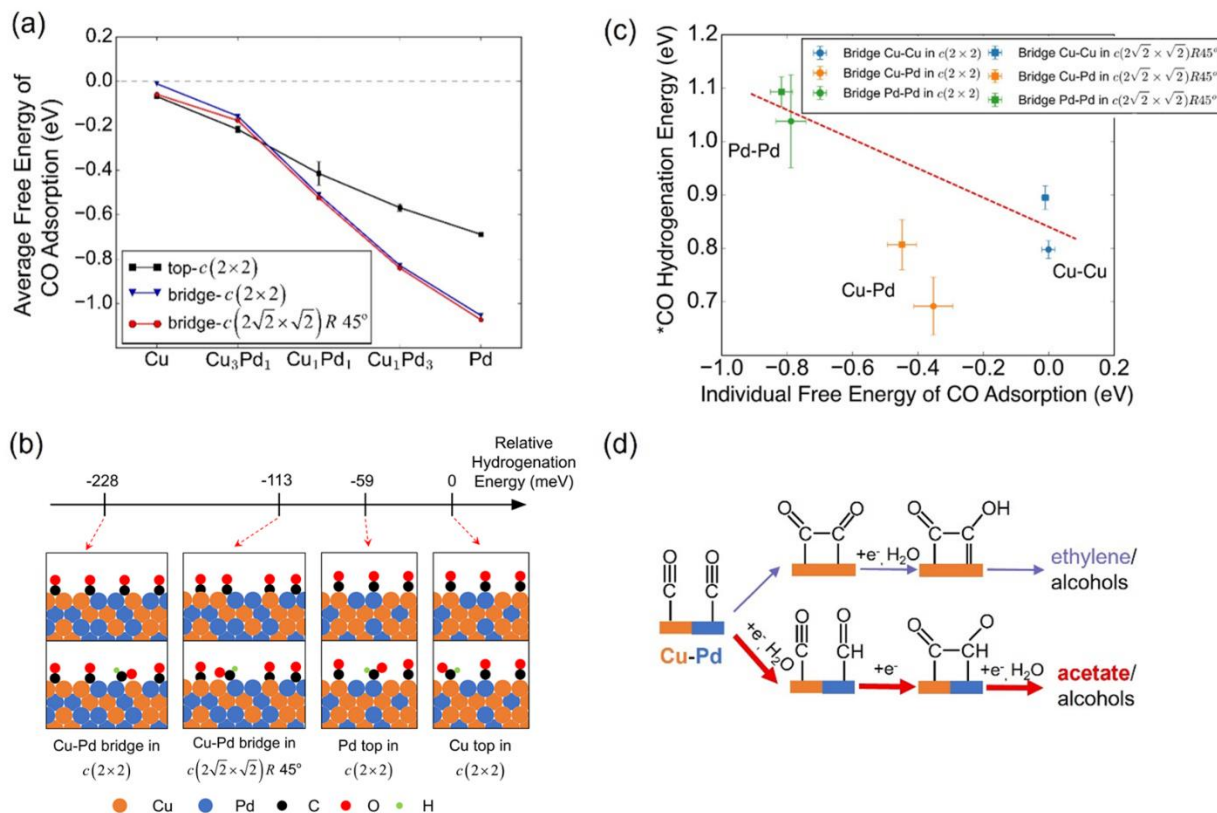 (a)
0.2
0.0
−0.2
−0.4
−0.6
−0.8
−1.0
Average Free Energy of
CO Adsorption (eV)
top-c(2×2)
bridge-c(2×2)
bridge-c(2√2×√2)R 45°
Cu
Cu₃Pd₁
Cu₁Pd₁
Cu₁Pd₃
Pd
(c)
1.2
1.1
1.0
0.9
0.8
0.7
*CO Hydrogenation Energy (eV)
Bridge Cu-Cu in c(2 × 2)
Bridge Cu-Pd in c(2 × 2)
Bridge Pd-Pd in c(2 × 2)
Bridge Cu-Cu in c(2√2 × √2)R45°
Bridge Cu-Pd in c(2√2 × √2)R45°
Bridge Pd-Pd in c(2√2 × √2)R45°
Pd-Pd
Cu-Pd
Cu-Cu
−1.0
−0.8
−0.6
−0.4
−0.2
0.0
0.2
Individual Free Energy of CO Adsorption (eV)
(b)
Relative
Hydrogenation
Energy (meV)
-228
-113
-59
0
Cu-Pd bridge in
c(2×2)
Cu-Pd bridge in
c(2√2×√2)R 45°
Pd top in
c(2×2)
Cu top in
c(2×2)
Cu
Pd
C
O
H
(d)
O
O
C
C
Cu-Pd
O
O
C
C
+e⁻, H₂O
O
OH
C
C
ethylene/
alcohols
+e⁻, H₂O
O
O
C
CH
+e⁻
O
O
C
CH
+e⁻, H₂O
acetate/
alcohols